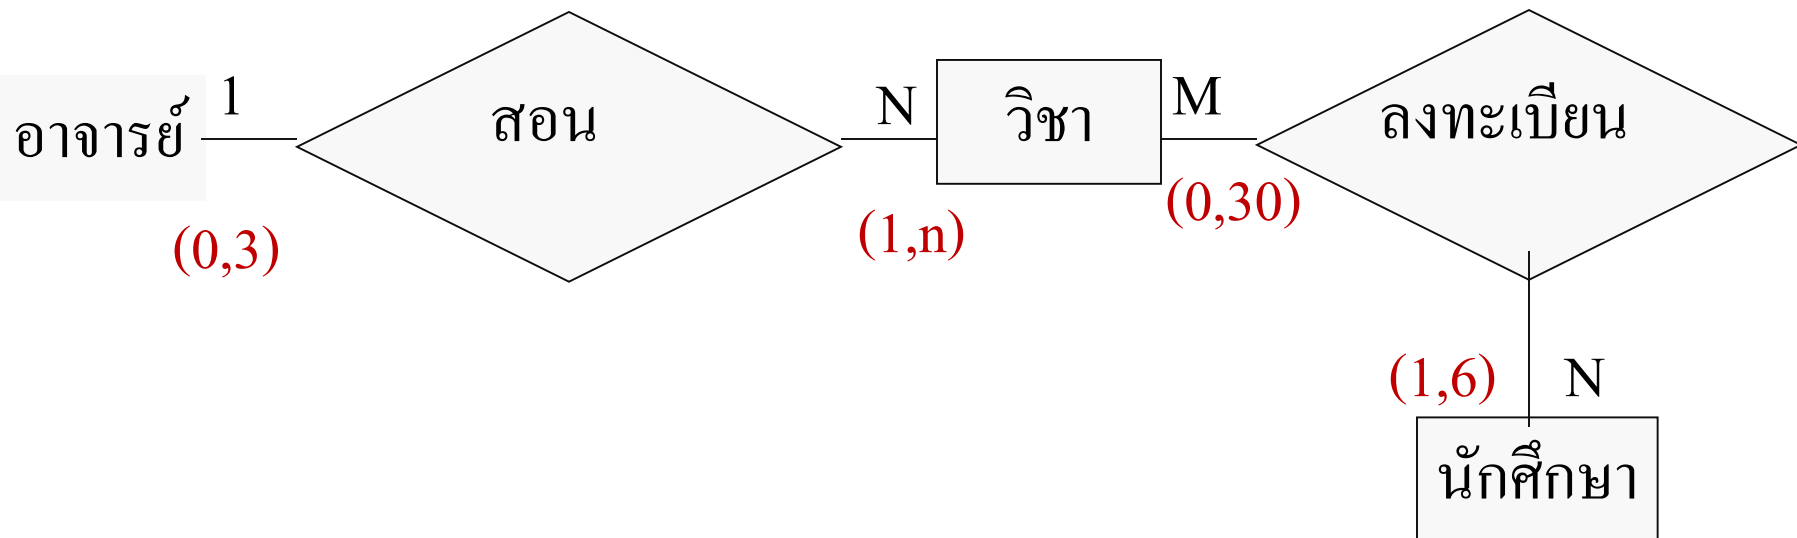 อาจารย์
1
สอน
N
วิชา
M
ลงทะเบียน
(0,3)
(1,n)
(0,30)
(1,6)
N
นักศึกษา